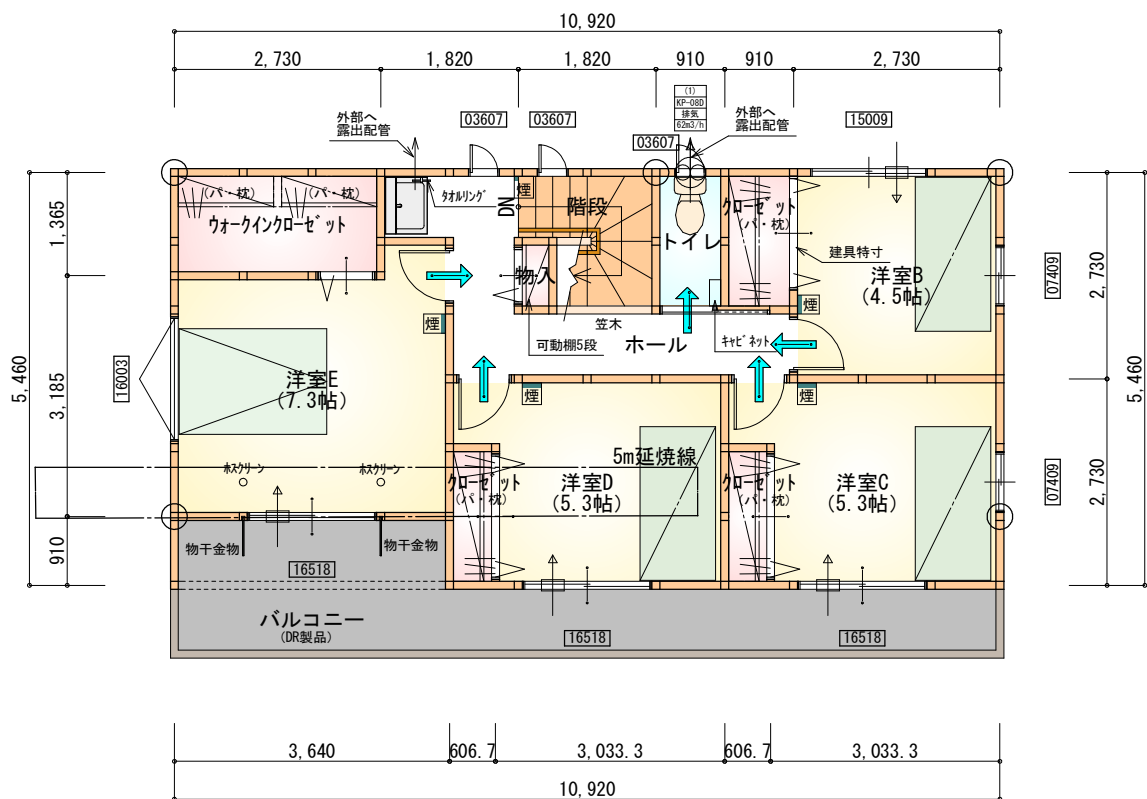 10,920
2,730
1,820
1,820
910
910
2,730
外部へ
露出配管
03607
03607
(1)
KP-08D
排気
62m3/h
外部へ
露出配管
03607
15009
1,365
3,185
910
5,460
(パ・枕)
(パ・枕)
ウォークインクローゼット
タオルリング
DN
煙
階段
トイレ
クローゼット
(パ・枕)
建具特寸
洋室B
(4.5帖)
07409
2,730
2,730
5,460
物入
煙
笠木
可動棚5段
ホール
キャビネット
煙
16003
洋室E
(7.3帖)
煙
煙
ホスクリーン
ホスクリーン
5m延焼線
クローゼット
(パ・枕)
洋室D
(5.3帖)
クローゼット
(パ・枕)
洋室C
(5.3帖)
07409
物干金物
物干金物
16518
バルコニー
(DR製品)
16518
16518
3,640
606.7
3,033.3
606.7
3,033.3
10,920